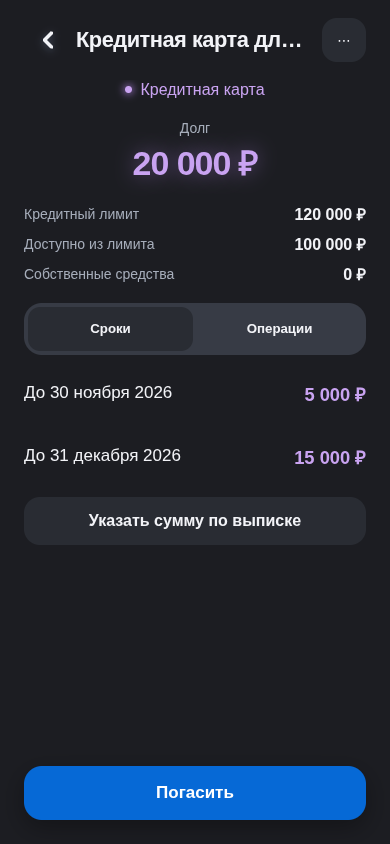 Кредитная карта дл...
...
Кредитная карта
Долг
20 000 ₽
Кредитный лимит 120 000 ₽
Доступно из лимита 100 000 ₽
Собственные средства 0 ₽
Сроки Операции
До 30 ноября 2026 5 000 ₽
До 31 декабря 2026 15 000 ₽
Указать сумму по выписке
Погасить